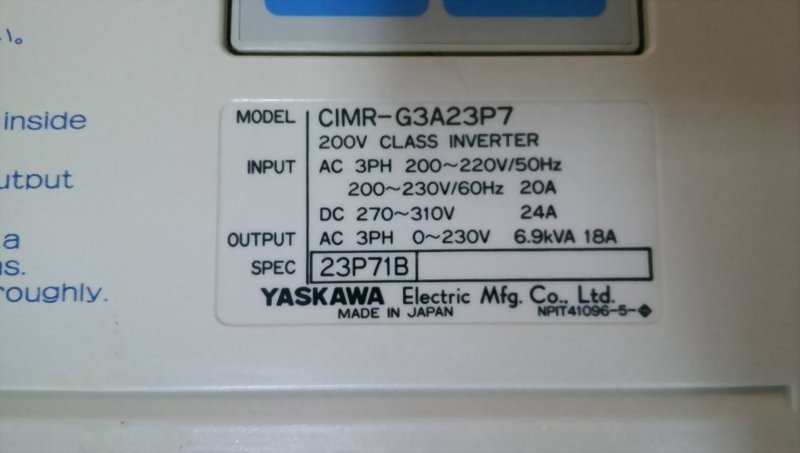 い。
inside
utput
a
s.
roughly.
MODEL CIMR-G3A23P7
200V CLASS INVERTER
INPUT AC 3PH 200～220V/50Hz
200～230V/60Hz 20A
DC 270～310V 24A
OUTPUT AC 3PH 0～230V 6.9kVA 18A
SPEC 23P71B
YASKAWA Electric Mfg. Co., Ltd.
MADE IN JAPAN NPIT41096-5-